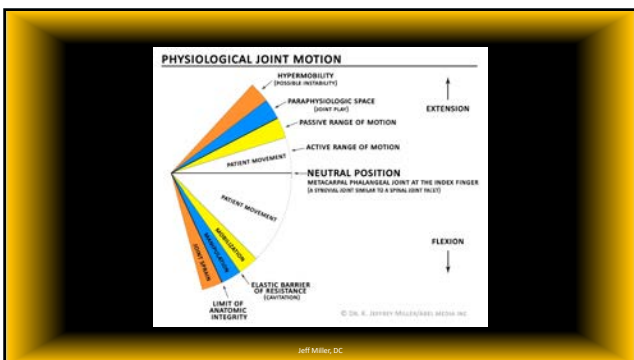 PHYSIOLOGICAL JOINT MOTION
HYPERMOBILITY
(POSSIBLE INSTABILITY)
PARAPHYSIOLOGIC SPACE
(JOINT PLAY)
EXTENSION
PASSIVE RANGE OF MOTION
ACTIVE RANGE OF MOTION
PATIENT MOVEMENT
NEUTRAL POSITION
METACARPAL PHALANGEAL JOINT AT THE INDEX FINGER
(A SYNOVIAL JOINT SIMILAR TO A SPINAL JOINT FACET)
PATIENT MOVEMENT
MOBILIZATION
MANIPULATION
JOINT SPRAIN
FLEXION
ELASTIC BARRIER
OF RESISTANCE
(CAVITATION)
LIMIT OF
ANATOMIC
INTEGRITY
© DR. K. JEFFREY MILLER/ABEL MEDIA INC
Jeff Miller, DC